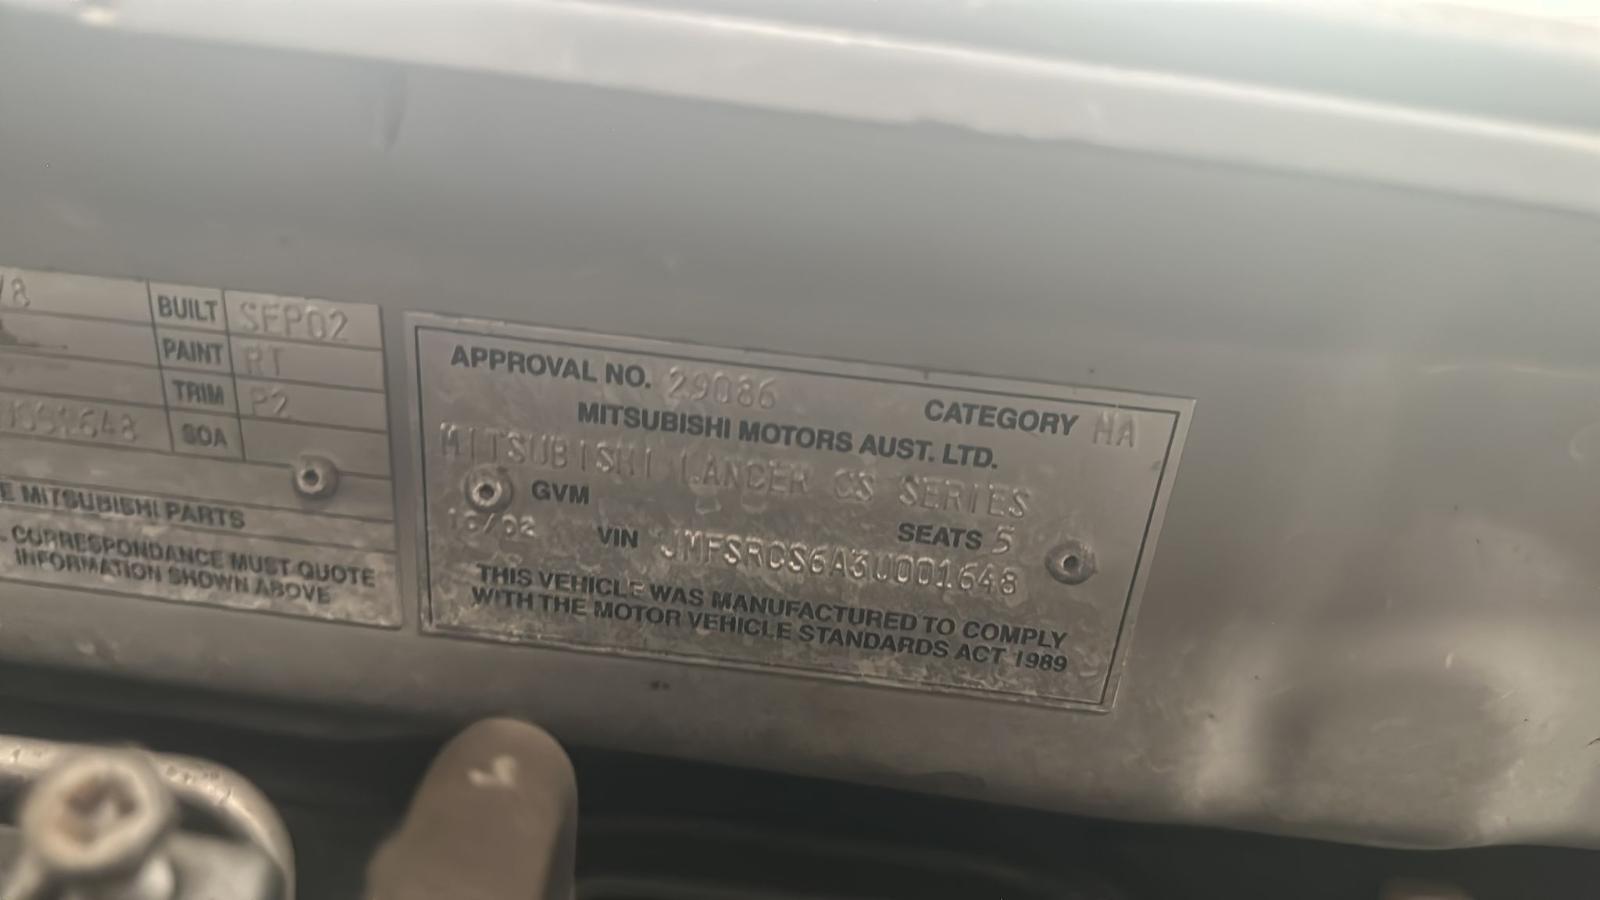 BUILT SEP02
PAINT RT
TRIM P2
SOA
E MITSUBISHI PARTS
CORRESPONDANCE MUST QUOTE
INFORMATION SHOWN ABOVE
APPROVAL NO. 29086 CATEGORY MA
MITSUBISHI MOTORS AUST. LTD.
MITSUBISHI LANCER CS SERIES
GVM SEATS 5
10/02 VIN JMFSRCS6A3U001648
THIS VEHICLE WAS MANUFACTURED TO COMPLY
WITH THE MOTOR VEHICLE STANDARDS ACT 1989